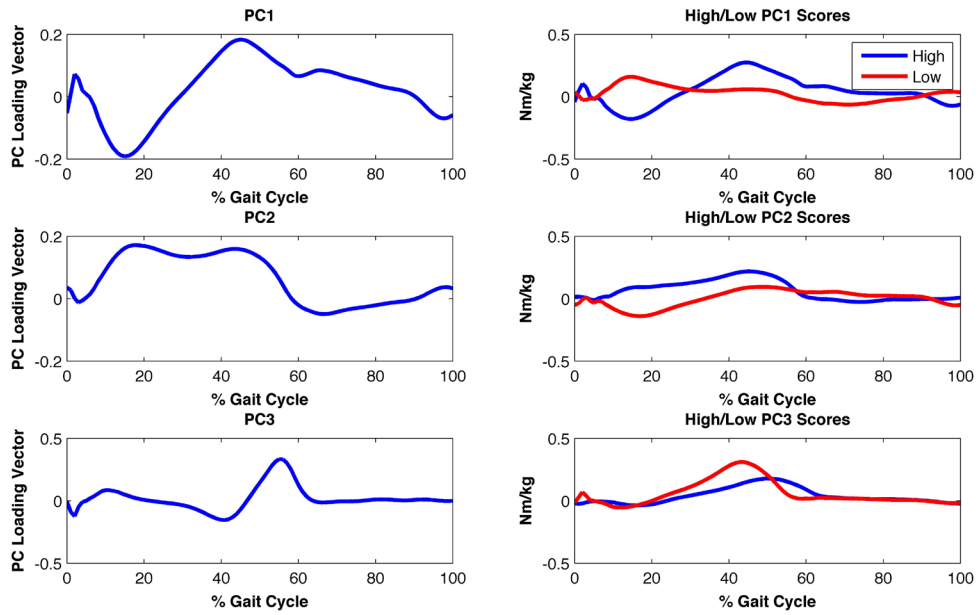 PC1
PC Loading Vector
0.2
0
-0.2
0 20 40 60 80 100
% Gait Cycle
High/Low PC1 Scores
Nm/kg
0.5
0
-0.5
0 20 40 60 80 100
% Gait Cycle
High
Low
PC2
PC Loading Vector
0.2
0
0.2
0 20 40 60 80 100
% Gait Cycle
High/Low PC2 Scores
Nm/kg
0.5
0
-0.5
0 20 40 60 80 100
% Gait Cycle
PC3
PC Loading Vector
0.5
0
-0.5
0 20 40 60 80 100
% Gait Cycle
High/Low PC3 Scores
Nm/kg
0.5
0
-0.5
0 20 40 60 80 100
% Gait Cycle